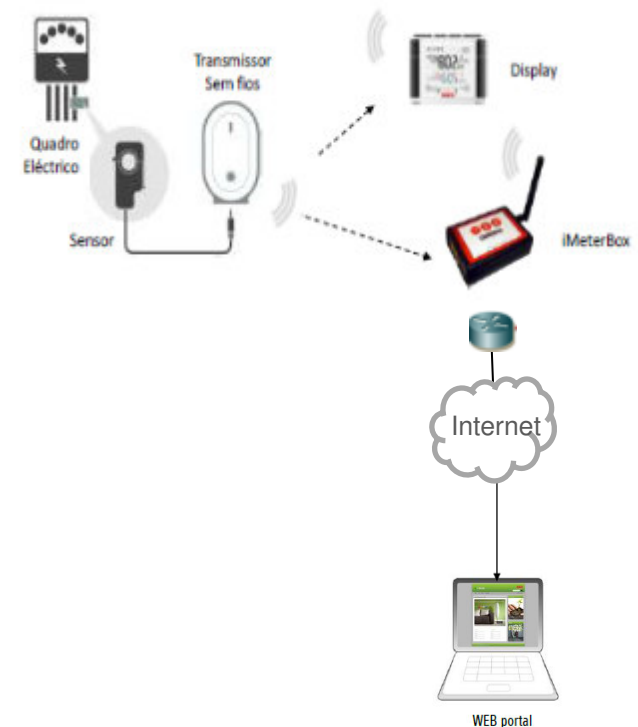 Transmissor
Sem fios
Display
Quadro
Eléctrico
Sensor
iMeterBox
Internet
WEB portal